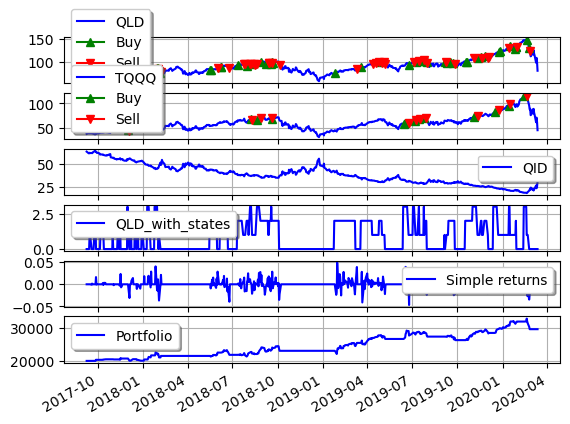 QLD
Buy
Sell
150
100
TQQQ
Buy
Sell
100
50
QID
50
25
QLD_with_states
2.5
0.0
Simple returns
0.05
0.00
−0.05
Portfolio
30000
20000
2017-10 2018-01 2018-04 2018-07 2018-10 2019-01 2019-04 2019-07 2019-10 2020-01 2020-04